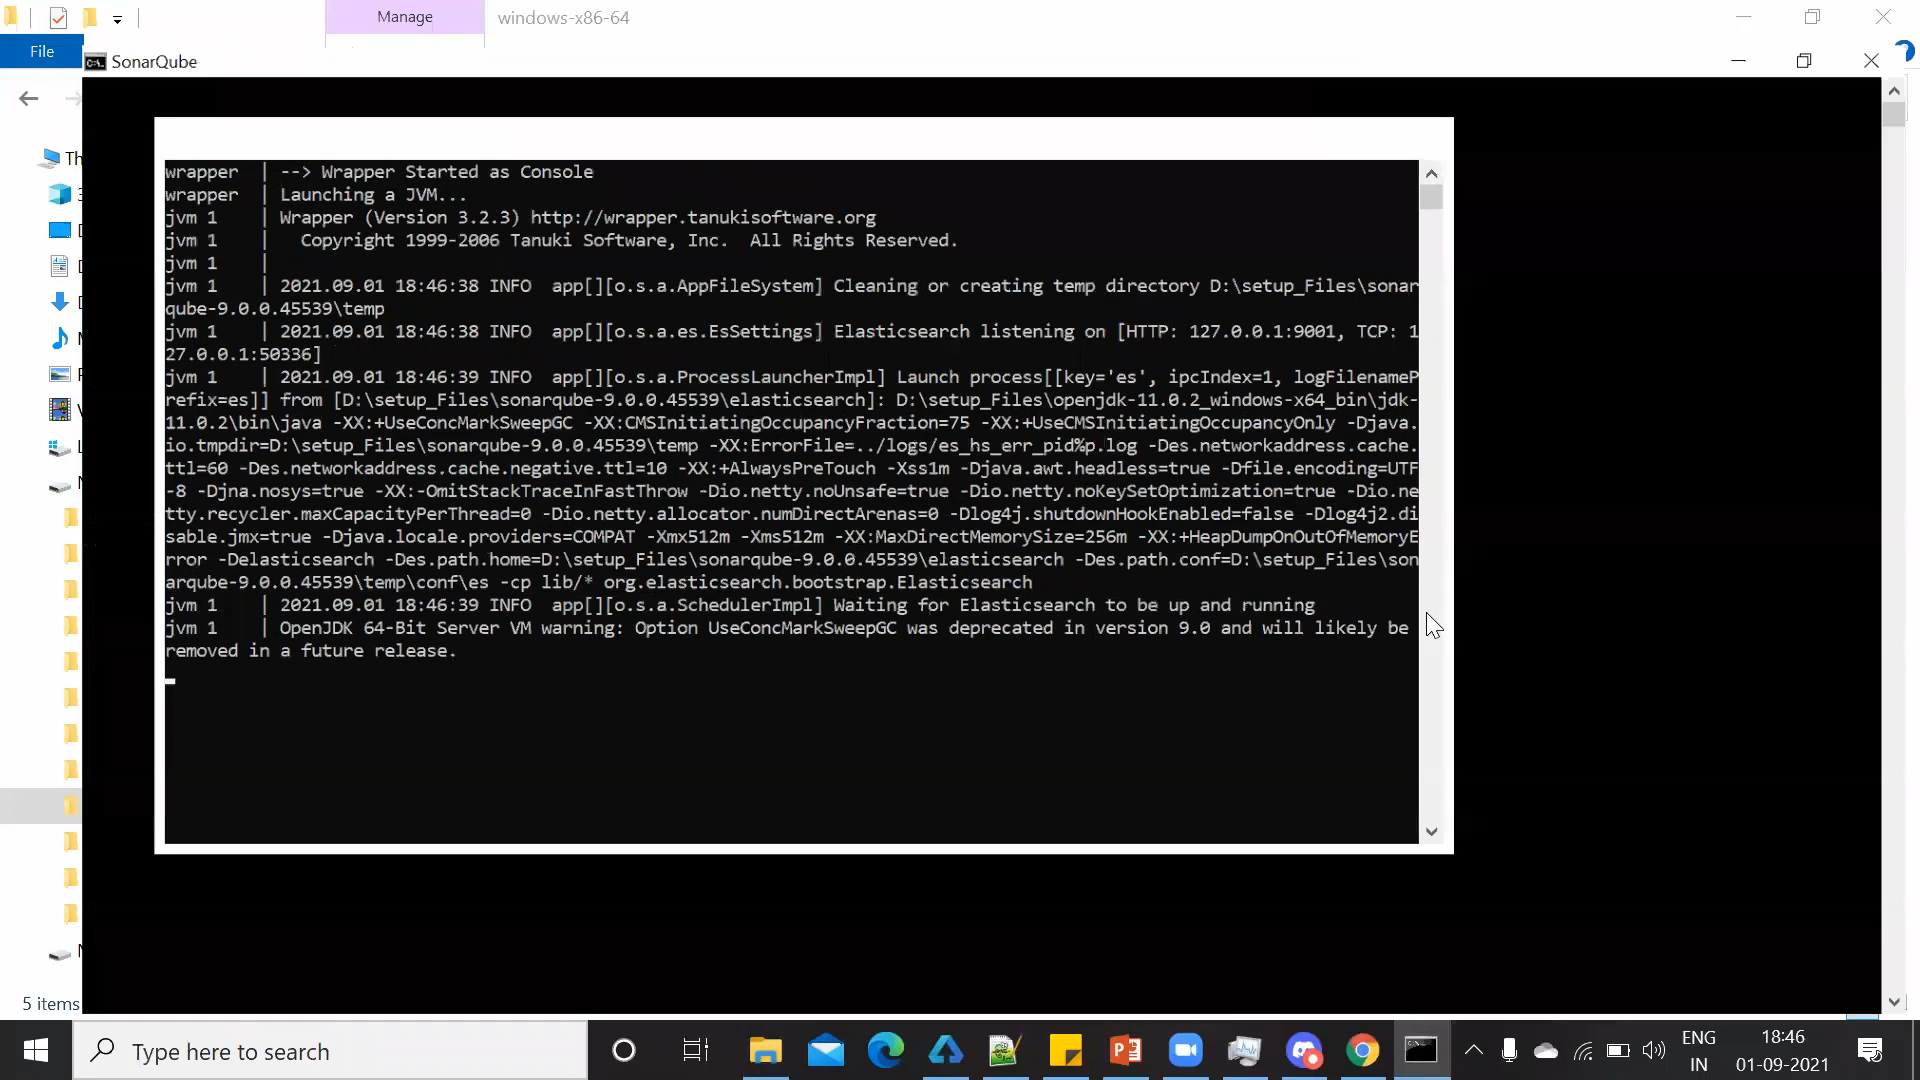 Manage
windows-x86-64
File
SonarQube
wrapper  | --> Wrapper Started as Console
wrapper  | Launching a JVM...
jvm 1    | Wrapper (Version 3.2.3) http://wrapper.tanukisoftware.org
jvm 1    |   Copyright 1999-2006 Tanuki Software, Inc.  All Rights Reserved.
jvm 1    |
jvm 1    | 2021.09.01 18:46:38 INFO  app[][o.s.a.AppFileSystem] Cleaning or creating temp directory D:\setup_Files\sonar
qube-9.0.0.45539\temp
jvm 1    | 2021.09.01 18:46:38 INFO  app[][o.s.a.es.EsSettings] Elasticsearch listening on [HTTP: 127.0.0.1:9001, TCP: 1
27.0.0.1:50336]
jvm 1    | 2021.09.01 18:46:39 INFO  app[][o.s.a.ProcessLauncherImpl] Launch process[[key='es', ipcIndex=1, logFilenameP
refix=es]] from [D:\setup_Files\sonarqube-9.0.0.45539\elasticsearch]: D:\setup_Files\openjdk-11.0.2_windows-x64_bin\jdk-
11.0.2\bin\java -XX:+UseConcMarkSweepGC -XX:CMSInitiatingOccupancyFraction=75 -XX:+UseCMSInitiatingOccupancyOnly -Djava.
io.tmpdir=D:\setup_Files\sonarqube-9.0.0.45539\temp -XX:ErrorFile=../logs/es_hs_err_pid%p.log -Des.networkaddress.cache.
ttl=60 -Des.networkaddress.cache.negative.ttl=10 -XX:+AlwaysPreTouch -Xss1m -Djava.awt.headless=true -Dfile.encoding=UTF
-8 -Djna.nosys=true -XX:-OmitStackTraceInFastThrow -Dio.netty.noUnsafe=true -Dio.netty.noKeySetOptimization=true -Dio.ne
tty.recycler.maxCapacityPerThread=0 -Dio.netty.allocator.numDirectArenas=0 -Dlog4j.shutdownHookEnabled=false -Dlog4j2.di
sable.jmx=true -Djava.locale.providers=COMPAT -Xmx512m -Xms512m -XX:MaxDirectMemorySize=256m -XX:+HeapDumpOnOutOfMemoryE
rror -Delasticsearch -Des.path.home=D:\setup_Files\sonarqube-9.0.0.45539\elasticsearch -Des.path.conf=D:\setup_Files\son
arqube-9.0.0.45539\temp\conf\es -cp lib/* org.elasticsearch.bootstrap.Elasticsearch
jvm 1    | 2021.09.01 18:46:39 INFO  app[][o.s.a.SchedulerImpl] Waiting for Elasticsearch to be up and running
jvm 1    | OpenJDK 64-Bit Server VM warning: Option UseConcMarkSweepGC was deprecated in version 9.0 and will likely be
removed in a future release.
Th
3
5 items
Type here to search
ENG
IN
18:46
01-09-2021